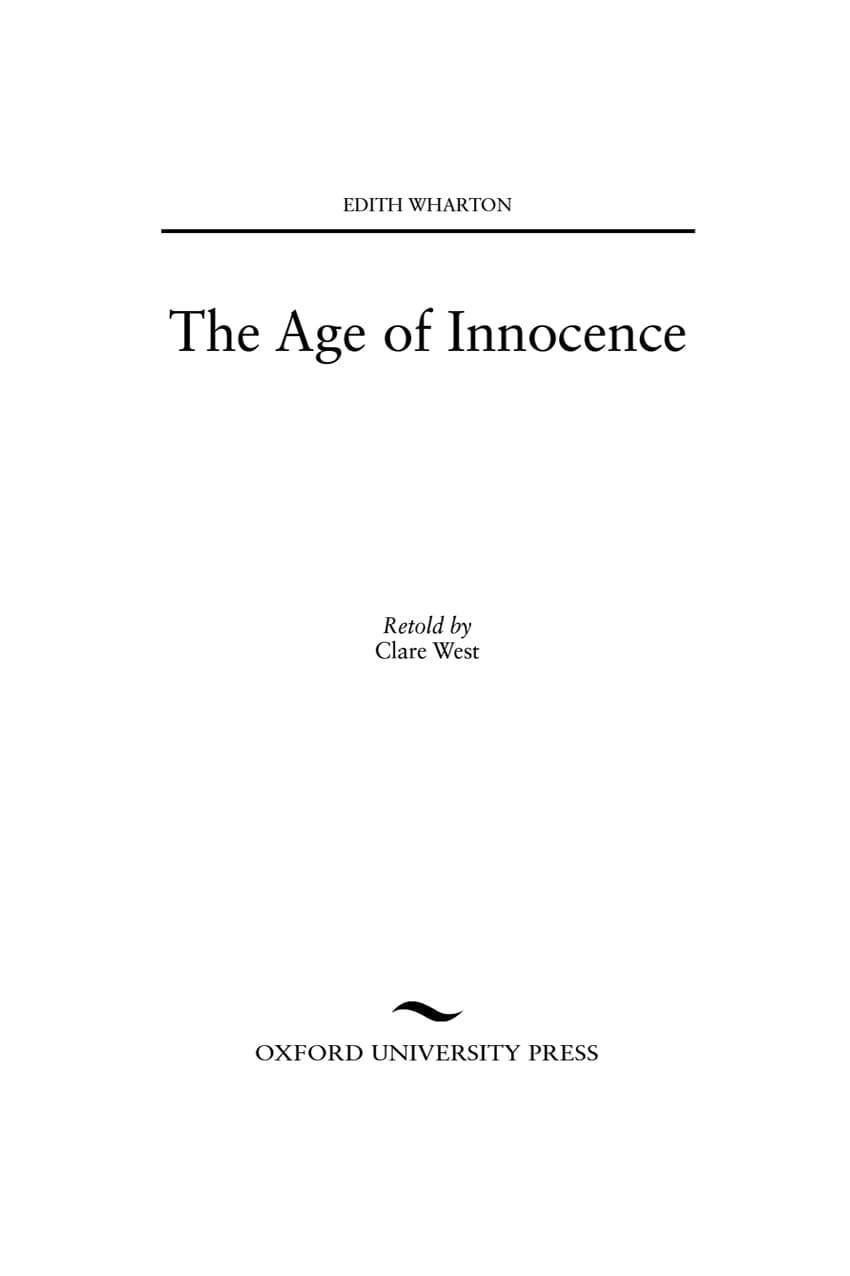 EDITH WHARTON
The Age of Innocence
Retold by
Clare West
OXFORD UNIVERSITY PRESS